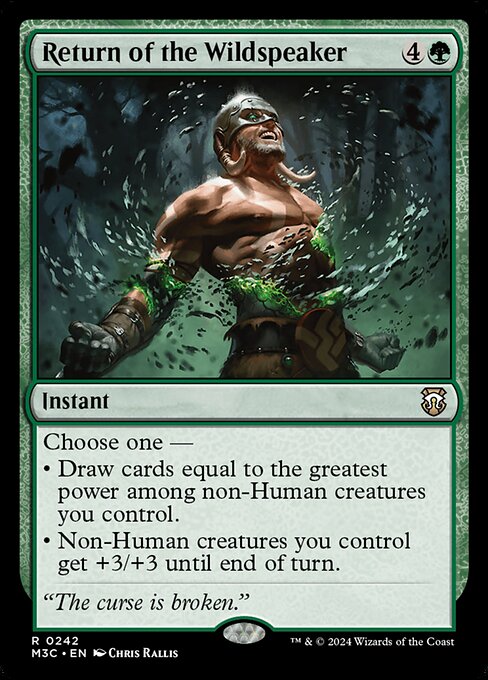 Return of the Wildspeaker 4
Instant
Choose one —
• Draw cards equal to the greatest
power among non-Human creatures
you control.
• Non-Human creatures you control
get +3/+3 until end of turn.
“The curse is broken.”
R 0242
M3C • EN Chris Rallis
™ & © 2024 Wizards of the Coast